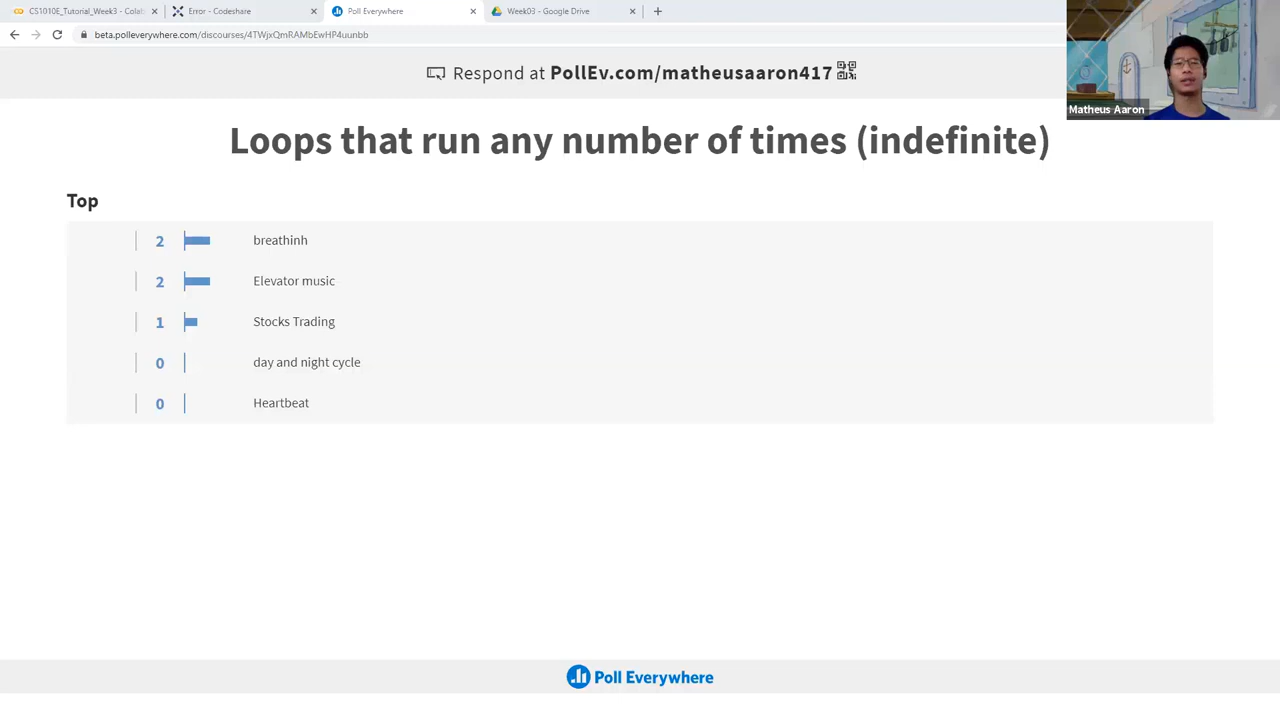 CS1010E_Tutorial_Week3 - Colab
Error - Codeshare
Poll Everywhere
Week03 - Google Drive
beta.polleverywhere.com/discourses/4TWjxQmRAMbEwHP4uunbb
Respond at PollEv.com/matheusaaron417
Matheus Aaron
Loops that run any number of times (indefinite)
Top
2 breathinh
2 Elevator music
1 Stocks Trading
0 day and night cycle
0 Heartbeat
Poll Everywhere